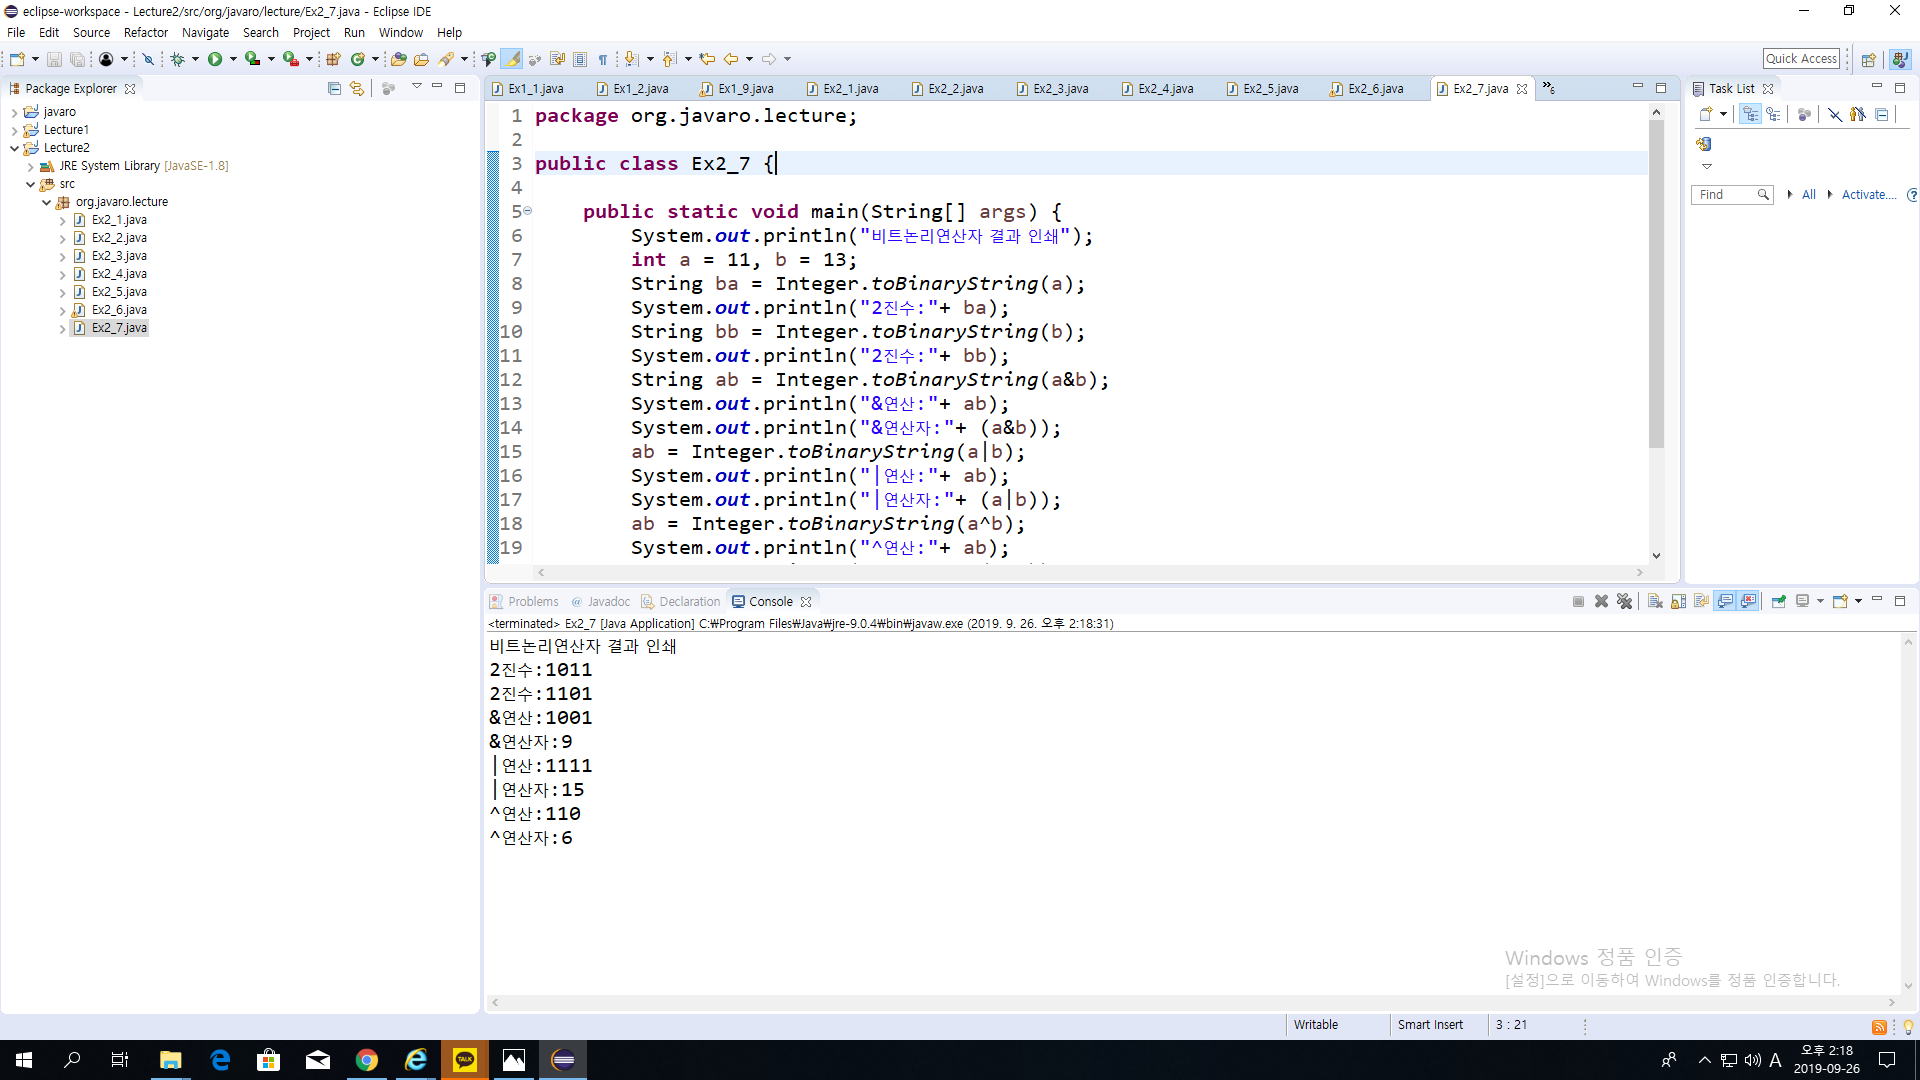 eclipse-workspace - Lecture2/src/org/javaro/lecture/Ex2_7.java - Eclipse IDE
File Edit Source Refactor Navigate Search Project Run Window Help
Quick Access
Package Explorer
javaro
Lecture1
Lecture2
JRE System Library [JavaSE-1.8]
src
org.javaro.lecture
Ex2_1.java
Ex2_2.java
Ex2_3.java
Ex2_4.java
Ex2_5.java
Ex2_6.java
Ex2_7.java
Ex1_1.java Ex1_2.java Ex1_9.java Ex2_1.java Ex2_2.java Ex2_3.java Ex2_4.java Ex2_5.java Ex2_6.java Ex2_7.java »6
1 package org.javaro.lecture;
2
3 public class Ex2_7 {
4
5 public static void main(String[] args) {
6 System.out.println("비트논리연산자 결과 인쇄");
7 int a = 11, b = 13;
8 String ba = Integer.toBinaryString(a);
9 System.out.println("2진수:"+ ba);
10 String bb = Integer.toBinaryString(b);
11 System.out.println("2진수:"+ bb);
12 String ab = Integer.toBinaryString(a&b);
13 System.out.println("&연산:"+ ab);
14 System.out.println("&연산자:"+ (a&b));
15 ab = Integer.toBinaryString(a|b);
16 System.out.println("|연산:"+ ab);
17 System.out.println("|연산자:"+ (a|b));
18 ab = Integer.toBinaryString(a^b);
19 System.out.println("^연산:"+ ab);
Task List
Find All Activate...
Problems @ Javadoc Declaration Console
<terminated> Ex2_7 [Java Application] C:₩Program Files₩Java₩jre-9.0.4₩bin₩javaw.exe (2019. 9. 26. 오후 2:18:31)
비트논리연산자 결과 인쇄
2진수:1011
2진수:1101
&연산:1001
&연산자:9
|연산:1111
|연산자:15
^연산:110
^연산자:6
Windows 정품 인증
[설정]으로 이동하여 Windows를 정품 인증합니다.
Writable Smart Insert 3 : 21
TALK
A
오후 2:18
2019-09-26